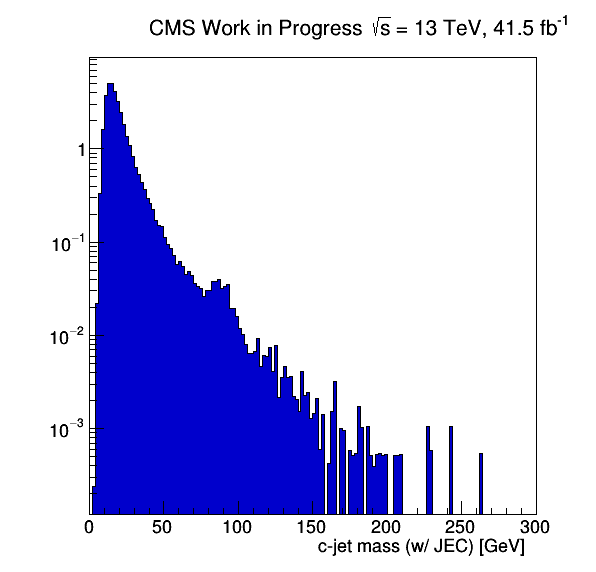 CMS Work in Progress √s = 13 TeV, 41.5 fb⁻¹
1
10⁻¹
10⁻²
10⁻³
0 50 100 150 200 250 300
c-jet mass (w/ JEC) [GeV]